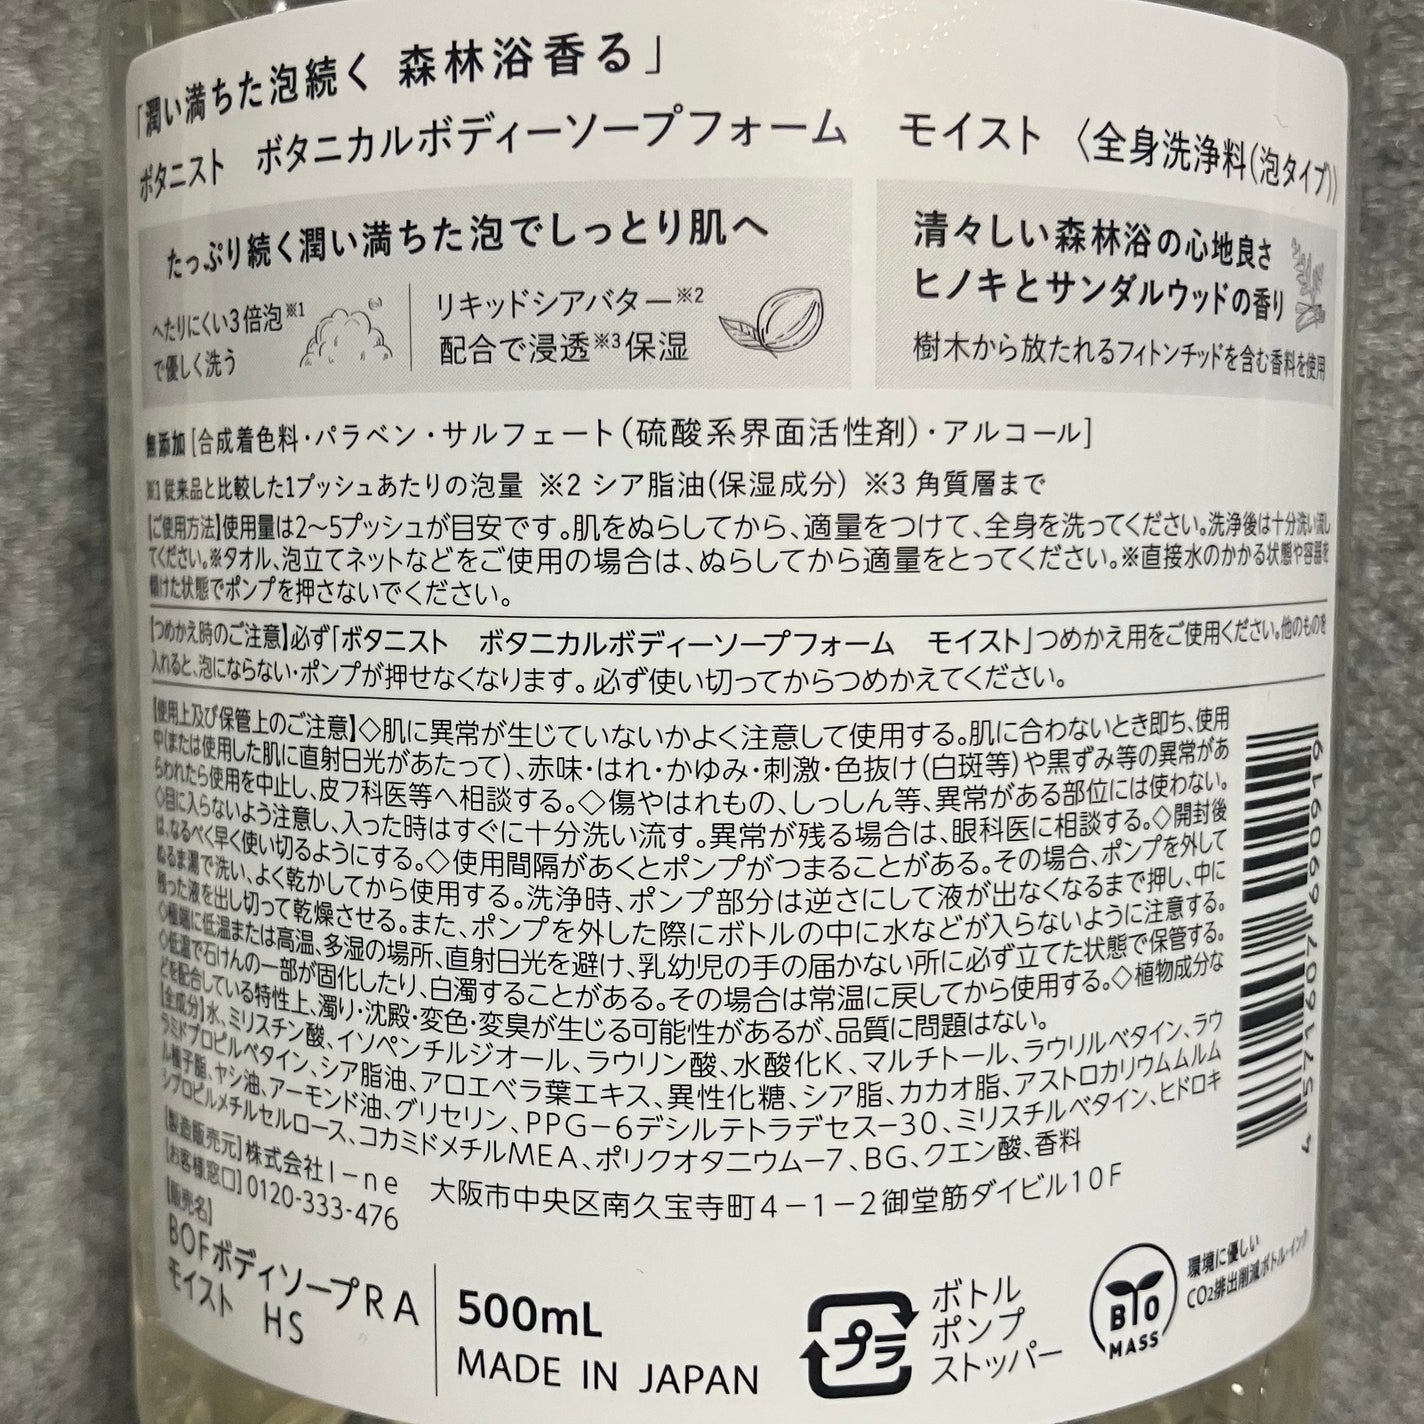 「潤い満ちた泡続く 森林浴香る」
ボタニスト ボタニカルボディーソープフォーム モイスト 〈全身洗浄料(泡タイプ)〉
たっぷり続く潤い満ちた泡でしっとり肌へ
へたりにくい3倍泡※1
で優しく洗う
リキッドシアバター※2
配合で浸透※3保湿
清々しい森林浴の心地良さ
ヒノキとサンダルウッドの香り
樹木から放たれるフィトンチッドを含む香料を使用
無添加[合成着色料・パラベン・サルフェート(硫酸系界面活性剤)・アルコール]
※1 従来品と比較した1プッシュあたりの泡量 ※2 シア脂油(保湿成分) ※3 角質層まで
【ご使用方法】使用量は2〜5プッシュが目安です。肌をぬらしてから、適量をつけて、全身を洗ってください。洗浄後は十分洗い流し
てください。※タオル、泡立てネットなどをご使用の場合は、ぬらしてから適量をとってください。※直接水のかかる状態や容器を
傾けた状態でポンプを押さないでください。
【つめかえ時のご注意】必ず「ボタニスト ボタニカルボディーソープフォーム モイスト」つめかえ用をご使用ください。他のものを
入れると、泡にならない・ポンプが押せなくなります。必ず使い切ってからつめかえてください。
【使用上及び保管上のご注意】◇肌に異常が生じていないかよく注意して使用する。肌に合わないとき即ち、使用
中(または使用した肌に直射日光があたって)、赤味・はれ・かゆみ・刺激・色抜け(白斑等)や黒ずみ等の異常があ
らわれたら使用を中止し、皮フ科医等へ相談する。◇傷やはれもの、しっしん等、異常がある部位には使わない。
◇目に入らないよう注意し、入った時はすぐに十分洗い流す。異常が残る場合は、眼科医に相談する。◇開封後
は、なるべく早く使い切るようにする。◇使用間隔があくとポンプがつまることがある。その場合、ポンプを外して
ぬるま湯で洗い、よく乾かしてから使用する。洗浄時、ポンプ部分は逆さにして液が出なくなるまで押し、中に
残った液を出し切って乾燥させる。また、ポンプを外した際にボトルの中に水などが入らないように注意する。
◇極端に低温または高温、多湿の場所、直射日光を避け、乳幼児の手の届かない所に必ず立てた状態で保管する。
◇低温で石けんの一部が固化したり、白濁することがある。その場合は常温に戻してから使用する。◇植物成分な
どを配合している特性上、濁り・沈殿・変色・変臭が生じる可能性があるが、品質に問題はない。
【全成分】水、ミリスチン酸、イソペンチルジオール、ラウリン酸、水酸化K、マルチトール、ラウリルベタイン、ラウ
ラミドプロピルベタイン、シア脂油、アロエベラ葉エキス、異性化糖、シア脂、カカオ脂、アストロカリウムムルム
ル種子脂、ヤシ油、アーモンド油、グリセリン、PPG-6デシルテトラデセス-30、ミリスチルベタイン、ヒドロキ
シプロピルメチルセルロース、コカミドメチルMEA、ポリクオタニウム-7、BG、クエン酸、香料
【製造販売元】株式会社I-ne 大阪市中央区南久宝寺町4-1-2御堂筋ダイビル10F
【お客様窓口】0120-333-476
【販売名】
BOFボディソープRA
モイスト HS
500mL
MADE IN JAPAN
プラ
ボトル
ポンプ
ストッパー
BIO
MASS
環境に優しい
CO2排出削減ボトル・インク
4 571609 690919